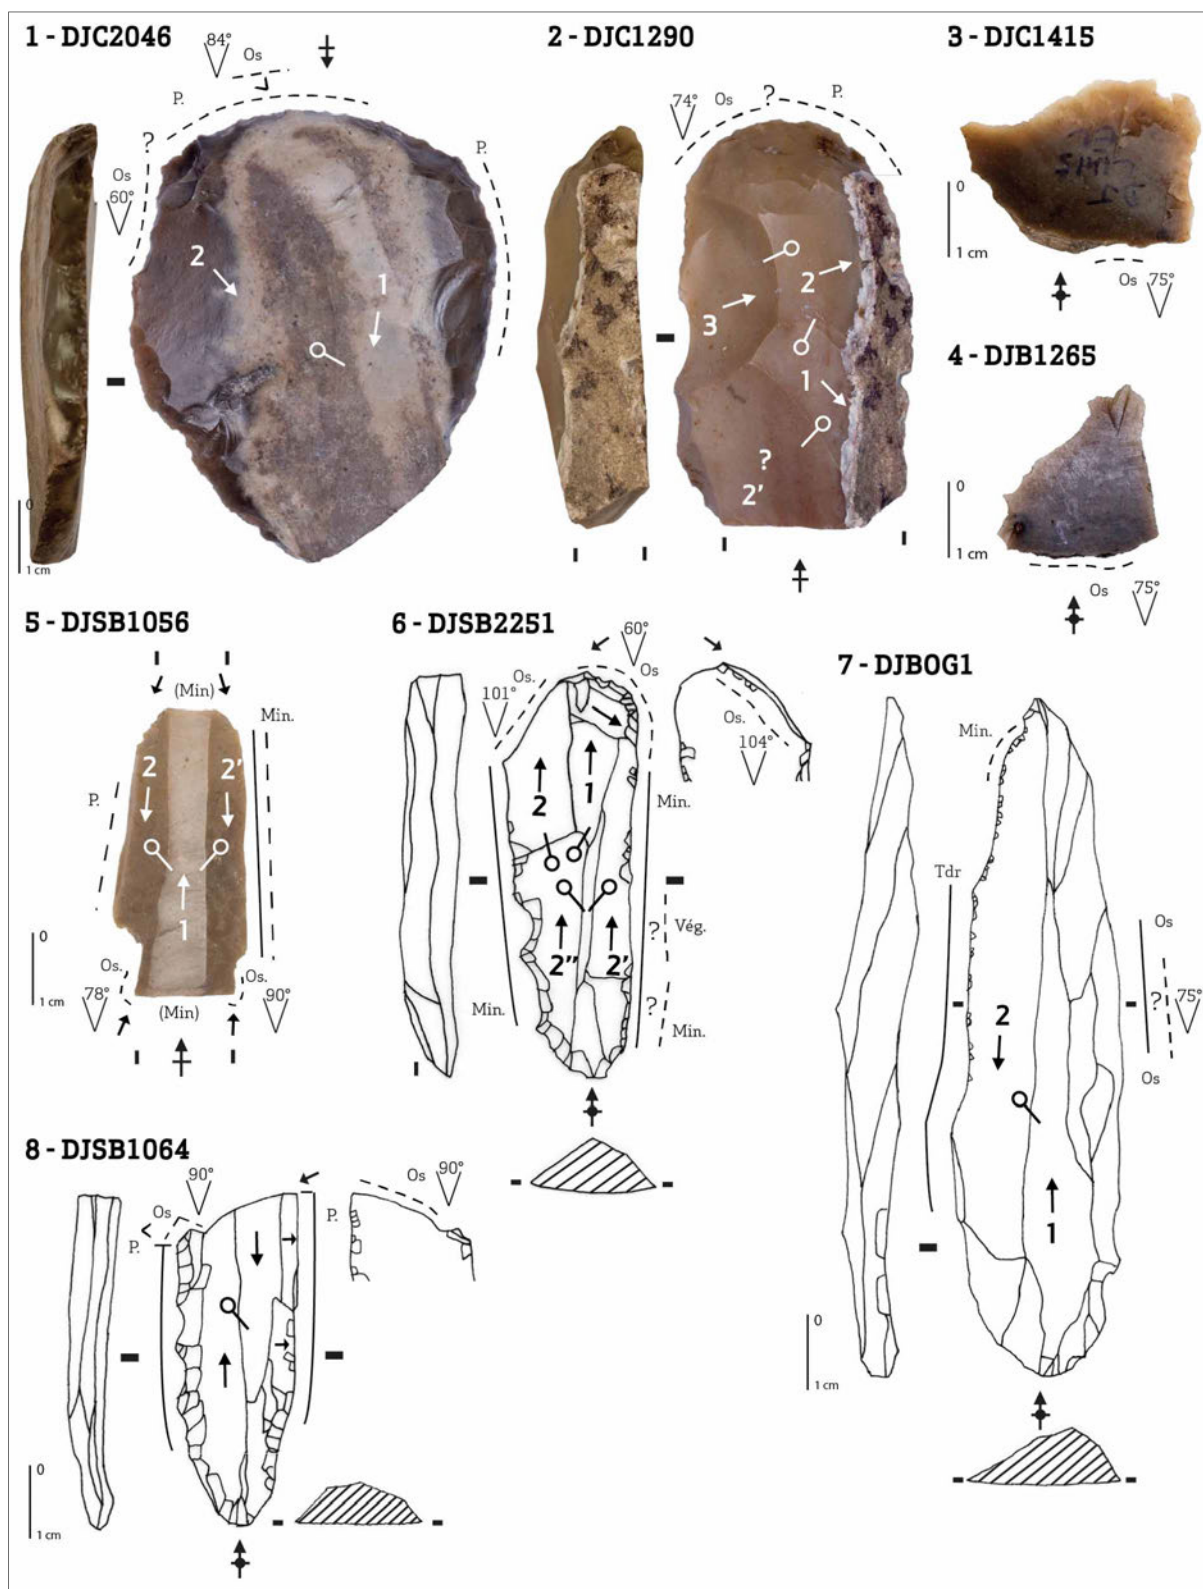 1 - DJC2046
84°
Os
P.
?
Os
60°
P.
2
1
0
1 cm
2 - DJC1290
74°
Os
?
P.
2
3
1
?
2'
3 - DJC1415
0
1 cm
Os
75°
4 - DJB1265
0
1 cm
Os
75°
5 - DJSB1056
(Min)
Min.
2
2'
P.
1
0
1 cm
Os.
Os.
78°
(Min)
90°
6 - DJSB2251
60°
Os.
Os
101°
Os.
104°
2
1
Min.
?
Vég.
2''
2'
Min.
?
Min.
7 - DJB0G1
Min.
Tdr
Os
?
75°
2
Os
1
0
1 cm
8 - DJSB1064
90°
Os
P.
P.
Os
90°
0
1 cm